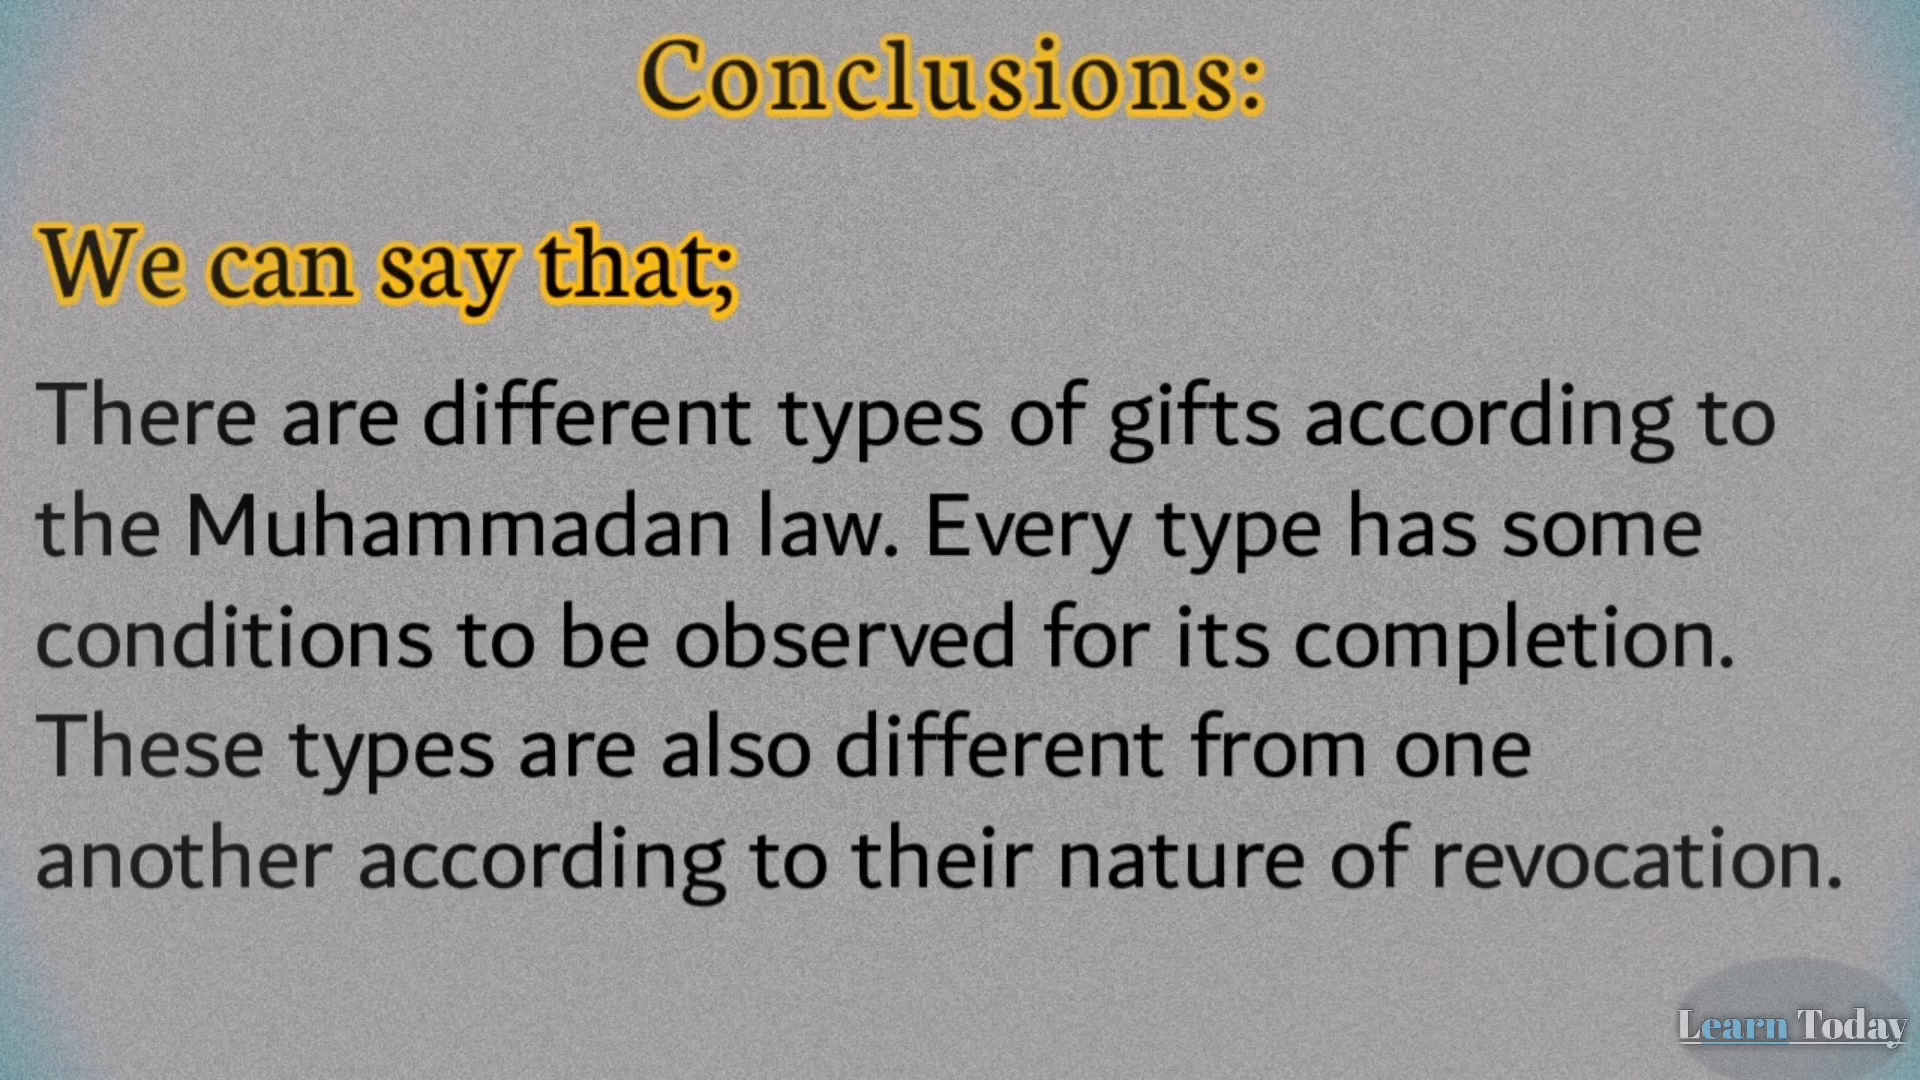 Conclusions:
We can say that;
There are different types of gifts according to
the Muhammadan law. Every type has some
conditions to be observed for its completion.
These types are also different from one
another according to their nature of revocation.
Learn Today